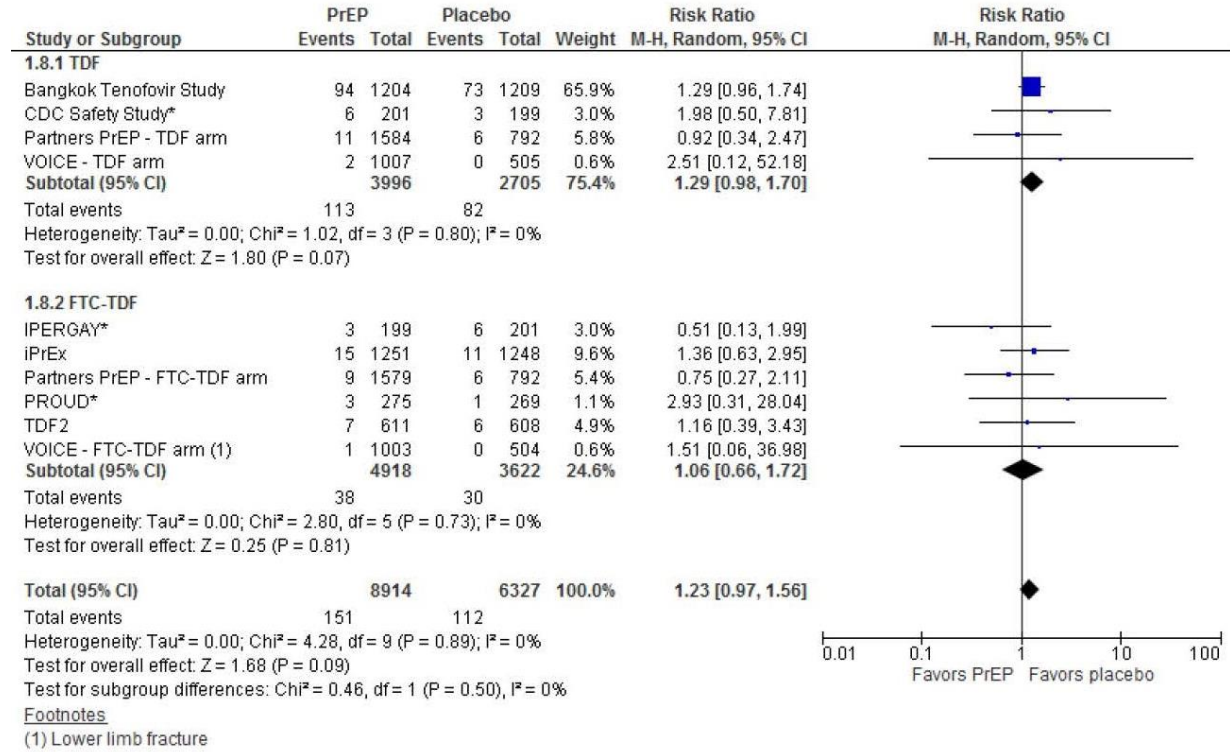 PrEP Placebo Risk Ratio Risk Ratio
Study or Subgroup Events Total Events Total Weight M-H, Random, 95% CI M-H, Random, 95% CI
1.8.1 TDF
Bangkok Tenofovir Study 94 1204 73 1209 65.9% 1.29 [0.96, 1.74]
CDC Safety Study* 6 201 3 199 3.0% 1.98 [0.50, 7.81]
Partners PrEP - TDF arm 11 1584 6 792 5.8% 0.92 [0.34, 2.47]
VOICE - TDF arm 2 1007 0 505 0.6% 2.51 [0.12, 52.18]
Subtotal (95% CI) 3996 2705 75.4% 1.29 [0.98, 1.70]
Total events 113 82
Heterogeneity: Tau² = 0.00; Chi² = 1.02, df = 3 (P = 0.80); I² = 0%
Test for overall effect: Z = 1.80 (P = 0.07)
1.8.2 FTC-TDF
IPERGAY* 3 199 6 201 3.0% 0.51 [0.13, 1.99]
iPrEx 15 1251 11 1248 9.6% 1.36 [0.63, 2.95]
Partners PrEP - FTC-TDF arm 9 1579 6 792 5.4% 0.75 [0.27, 2.11]
PROUD* 3 275 1 269 1.1% 2.93 [0.31, 28.04]
TDF2 7 611 6 608 4.9% 1.16 [0.39, 3.43]
VOICE - FTC-TDF arm (1) 1 1003 0 504 0.6% 1.51 [0.06, 36.98]
Subtotal (95% CI) 4918 3622 24.6% 1.06 [0.66, 1.72]
Total events 38 30
Heterogeneity: Tau² = 0.00; Chi² = 2.80, df = 5 (P = 0.73); I² = 0%
Test for overall effect: Z = 0.25 (P = 0.81)
Total (95% CI) 8914 6327 100.0% 1.23 [0.97, 1.56]
Total events 151 112
Heterogeneity: Tau² = 0.00; Chi² = 4.28, df = 9 (P = 0.89); I² = 0%
Test for overall effect: Z = 1.68 (P = 0.09)
Test for subgroup differences: Chi² = 0.46, df = 1 (P = 0.50), I² = 0%
0.01 0.1 1 10 100
Favors PrEP Favors placebo
Footnotes
(1) Lower limb fracture